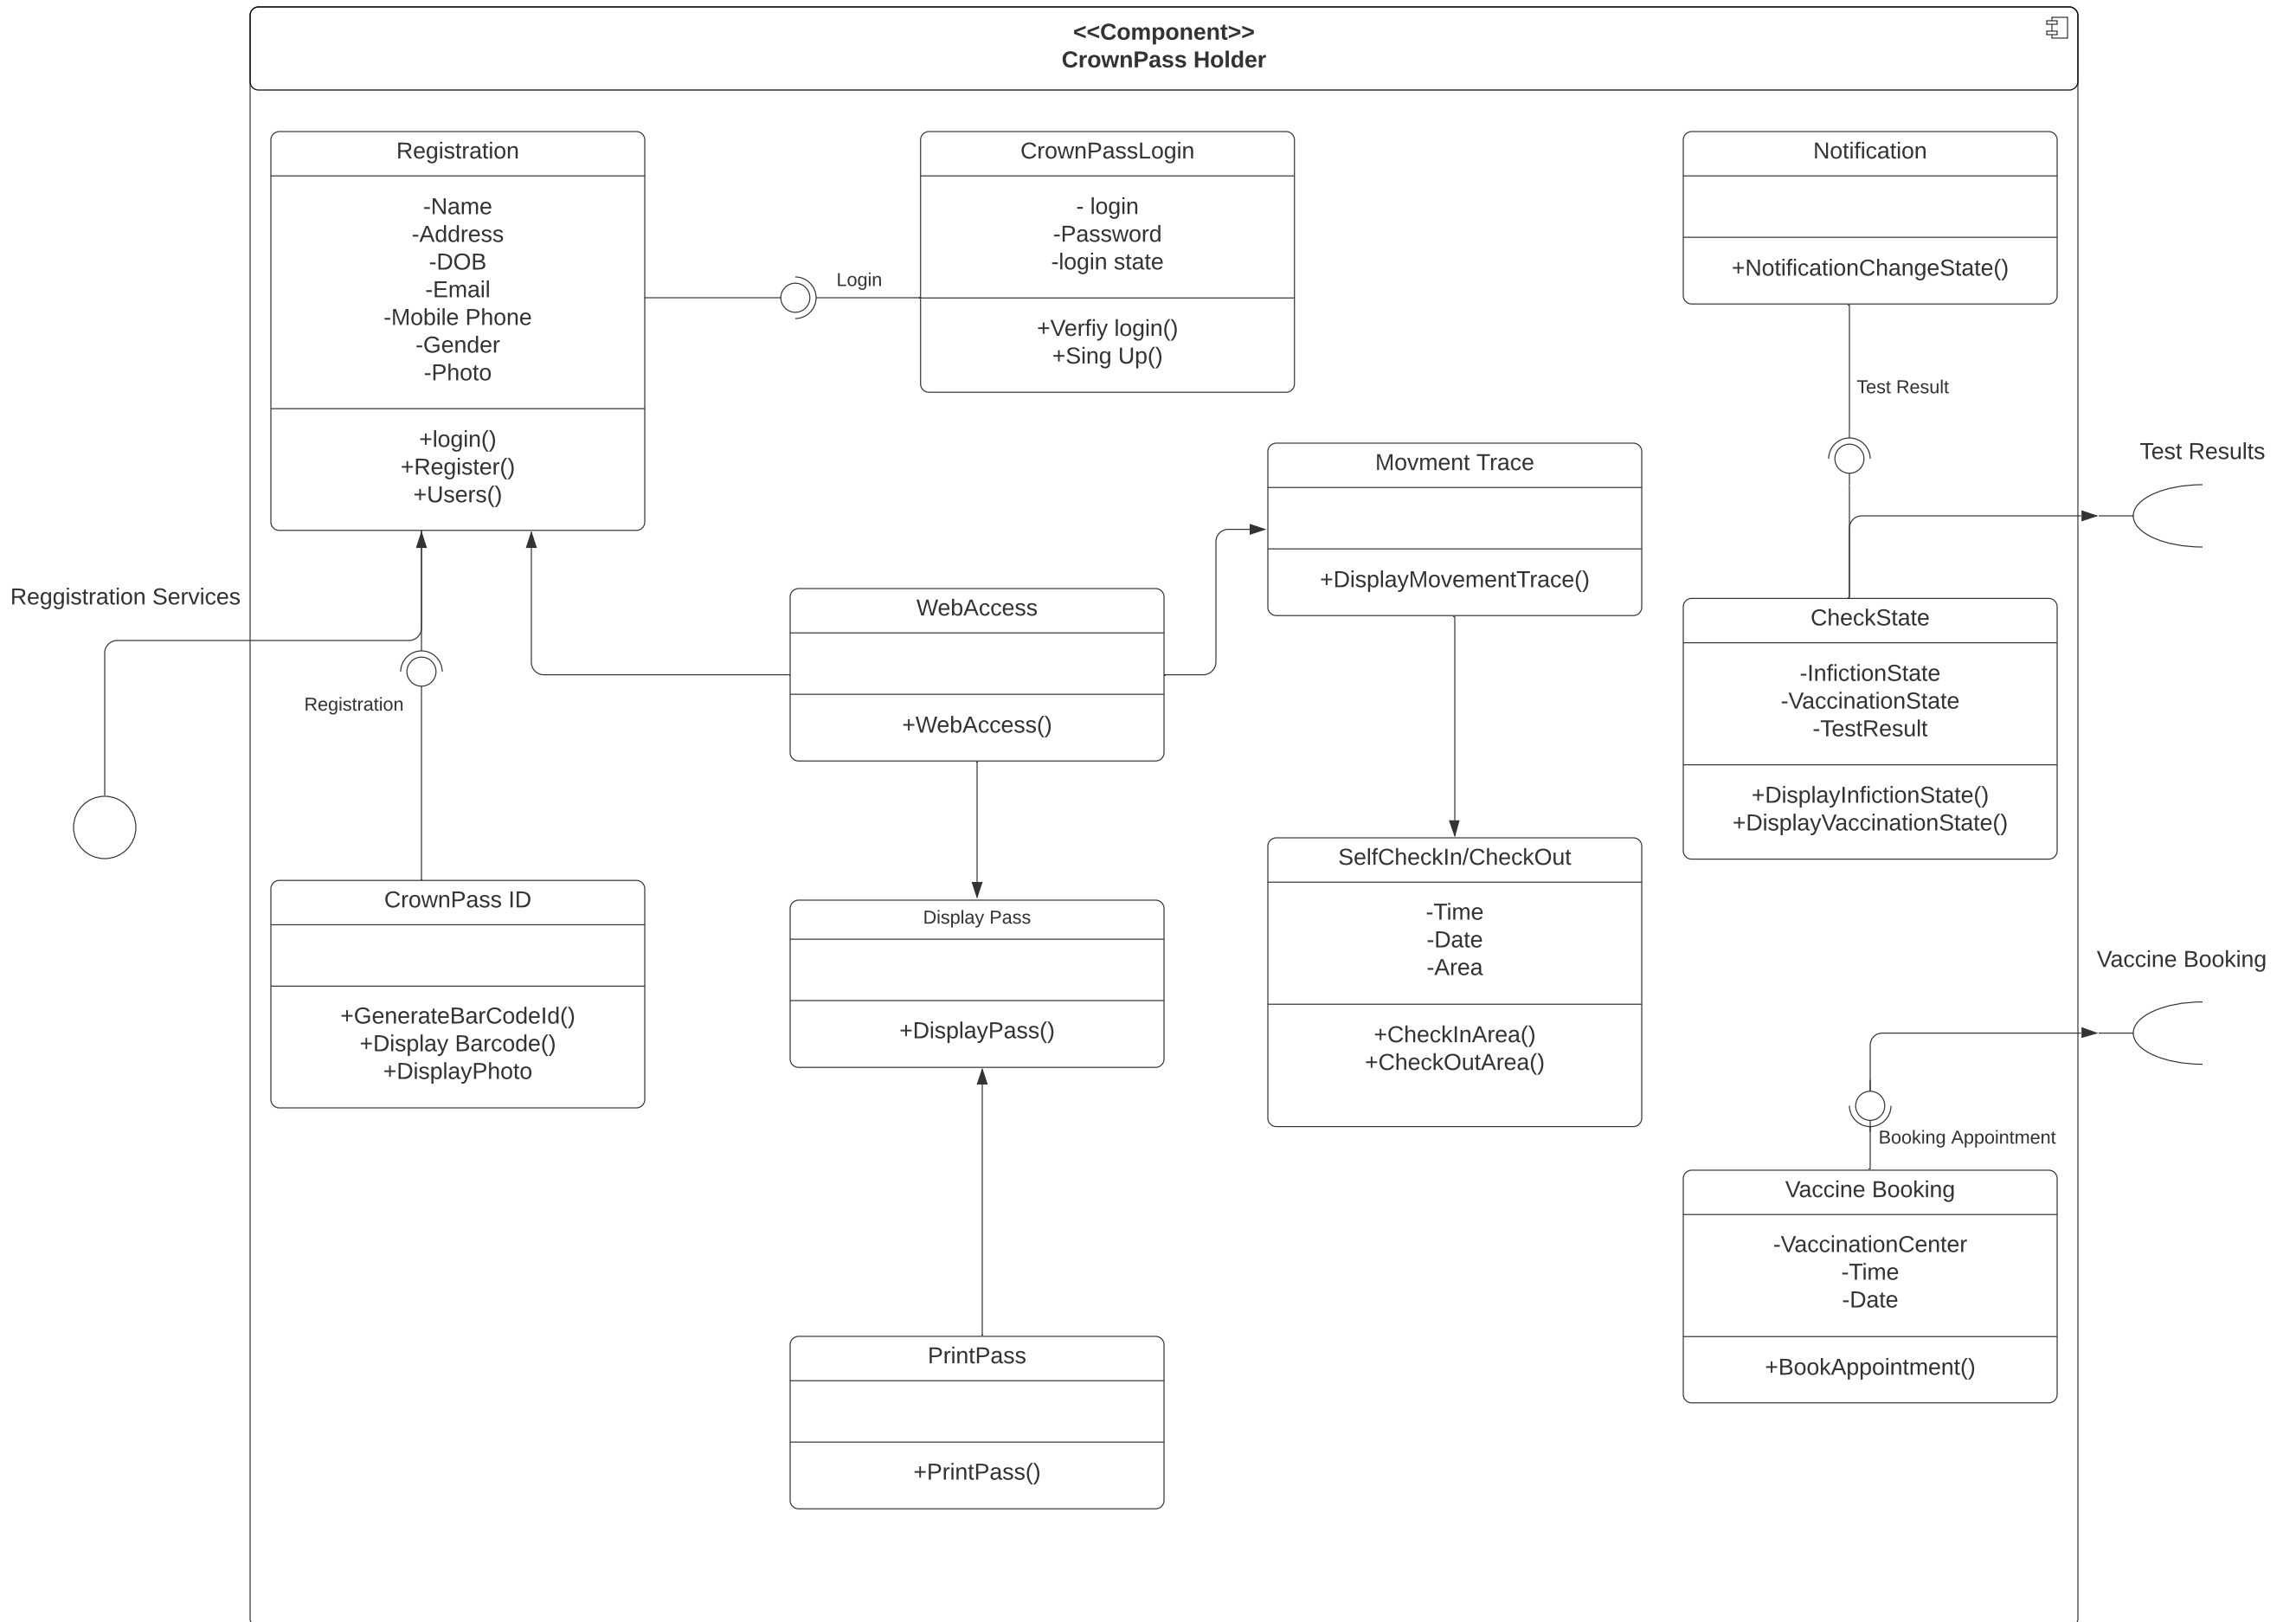 <<Component>>
CrownPass Holder
Registration
-Name
-Address
-DOB
-Email
-Mobile Phone
-Gender
-Photo
+login()
+Register()
+Users()
Login
CrownPassLogin
- login
-Password
-login state
+Verfiy login()
+Sing Up()
Notification
+NotificationChangeState()
Test Result
Test Results
Movment Trace
+DisplayMovementTrace()
Reggistration Services
Registration
WebAccess
+WebAccess()
CheckState
-InfictionState
-VaccinationState
-TestResult
+DisplayInfictionState()
+DisplayVaccinationState()
CrownPass ID
+GenerateBarCodeId()
+Display Barcode()
+DisplayPhoto
Display Pass
+DisplayPass()
SelfCheckIn/CheckOut
-Time
-Date
-Area
+CheckInArea()
+CheckOutArea()
Vaccine Booking
Booking Appointment
Vaccine Booking
-VaccinationCenter
-Time
-Date
+BookAppointment()
PrintPass
+PrintPass()